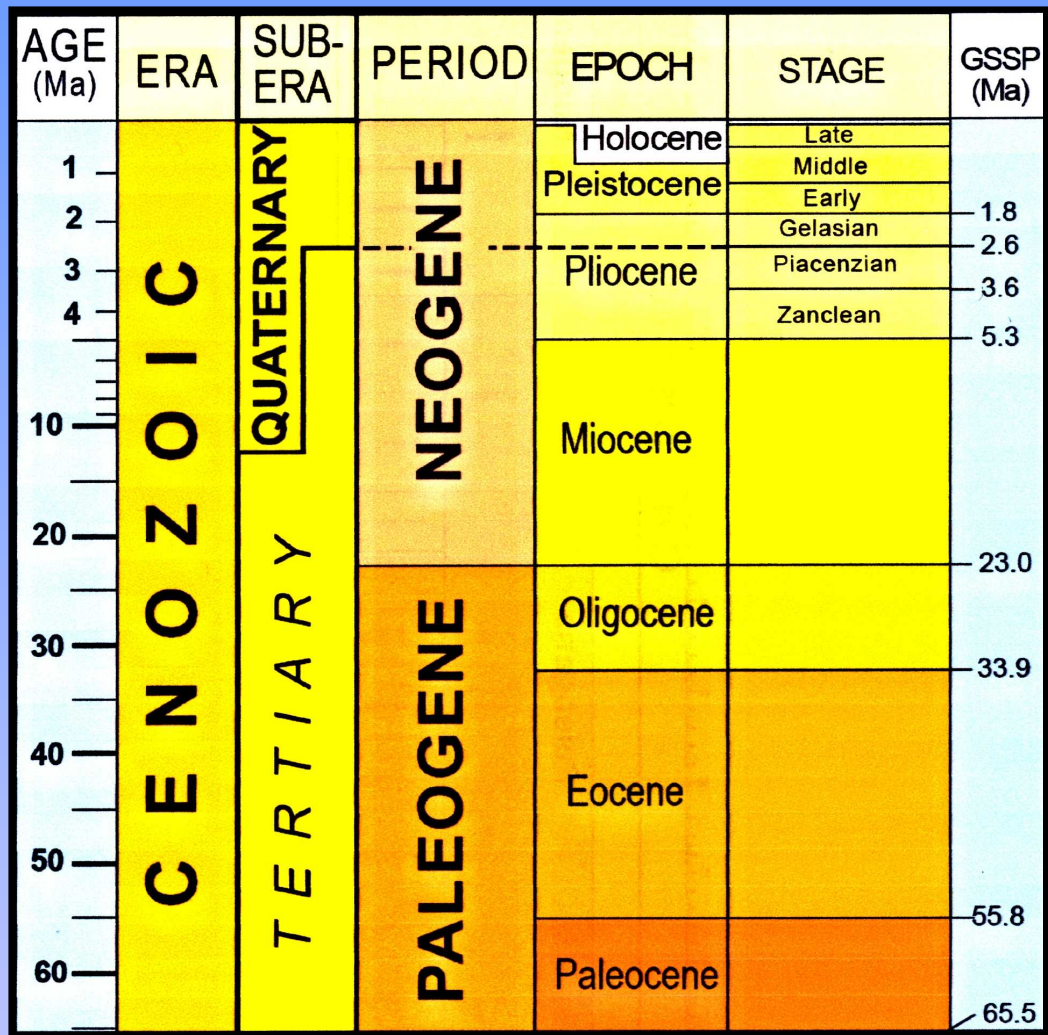 AGE
(Ma)
ERA
SUB-
ERA
PERIOD
EPOCH
STAGE
GSSP
(Ma)
1
2
3
4
10
20
30
40
50
60
CENOZOIC
QUATERNARY
TERTIARY
NEOGENE
PALEOGENE
Holocene
Pleistocene
Pliocene
Miocene
Oligocene
Eocene
Paleocene
Late
Middle
Early
Gelasian
Piacenzian
Zanclean
1.8
2.6
3.6
5.3
23.0
33.9
55.8
65.5